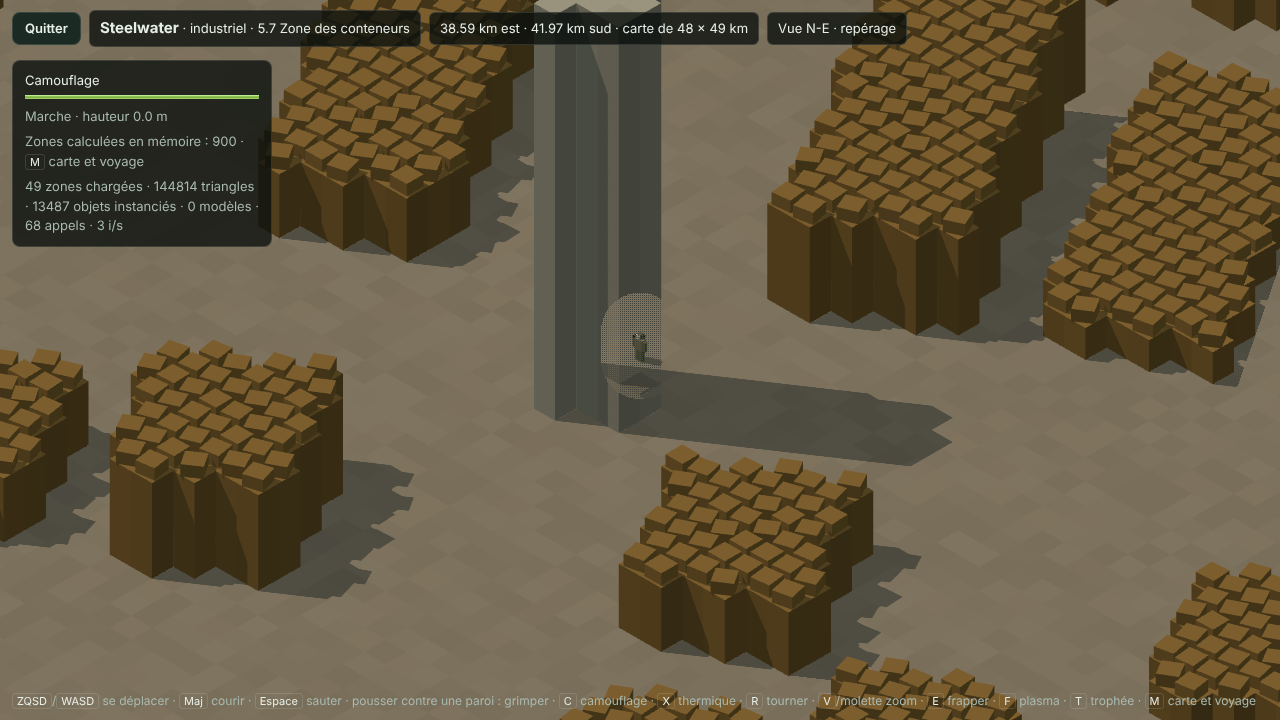 Quitter
Steelwater · industriel · 5.7 Zone des conteneurs
38.59 km est · 41.97 km sud · carte de 48 × 49 km
Vue N-E · repérage
Camouflage
Marche · hauteur 0.0 m
Zones calculées en mémoire : 900 ·
M carte et voyage
49 zones chargées · 144814 triangles
· 13487 objets instanciés · 0 modèles ·
68 appels · 3 i/s
ZQSD / WASD se déplacer · Maj courir · Espace sauter · pousser contre une paroi : grimper · C camouflage · X thermique · R tourner · V /molette zoom · E frapper · F plasma · T trophée · M carte et voyage